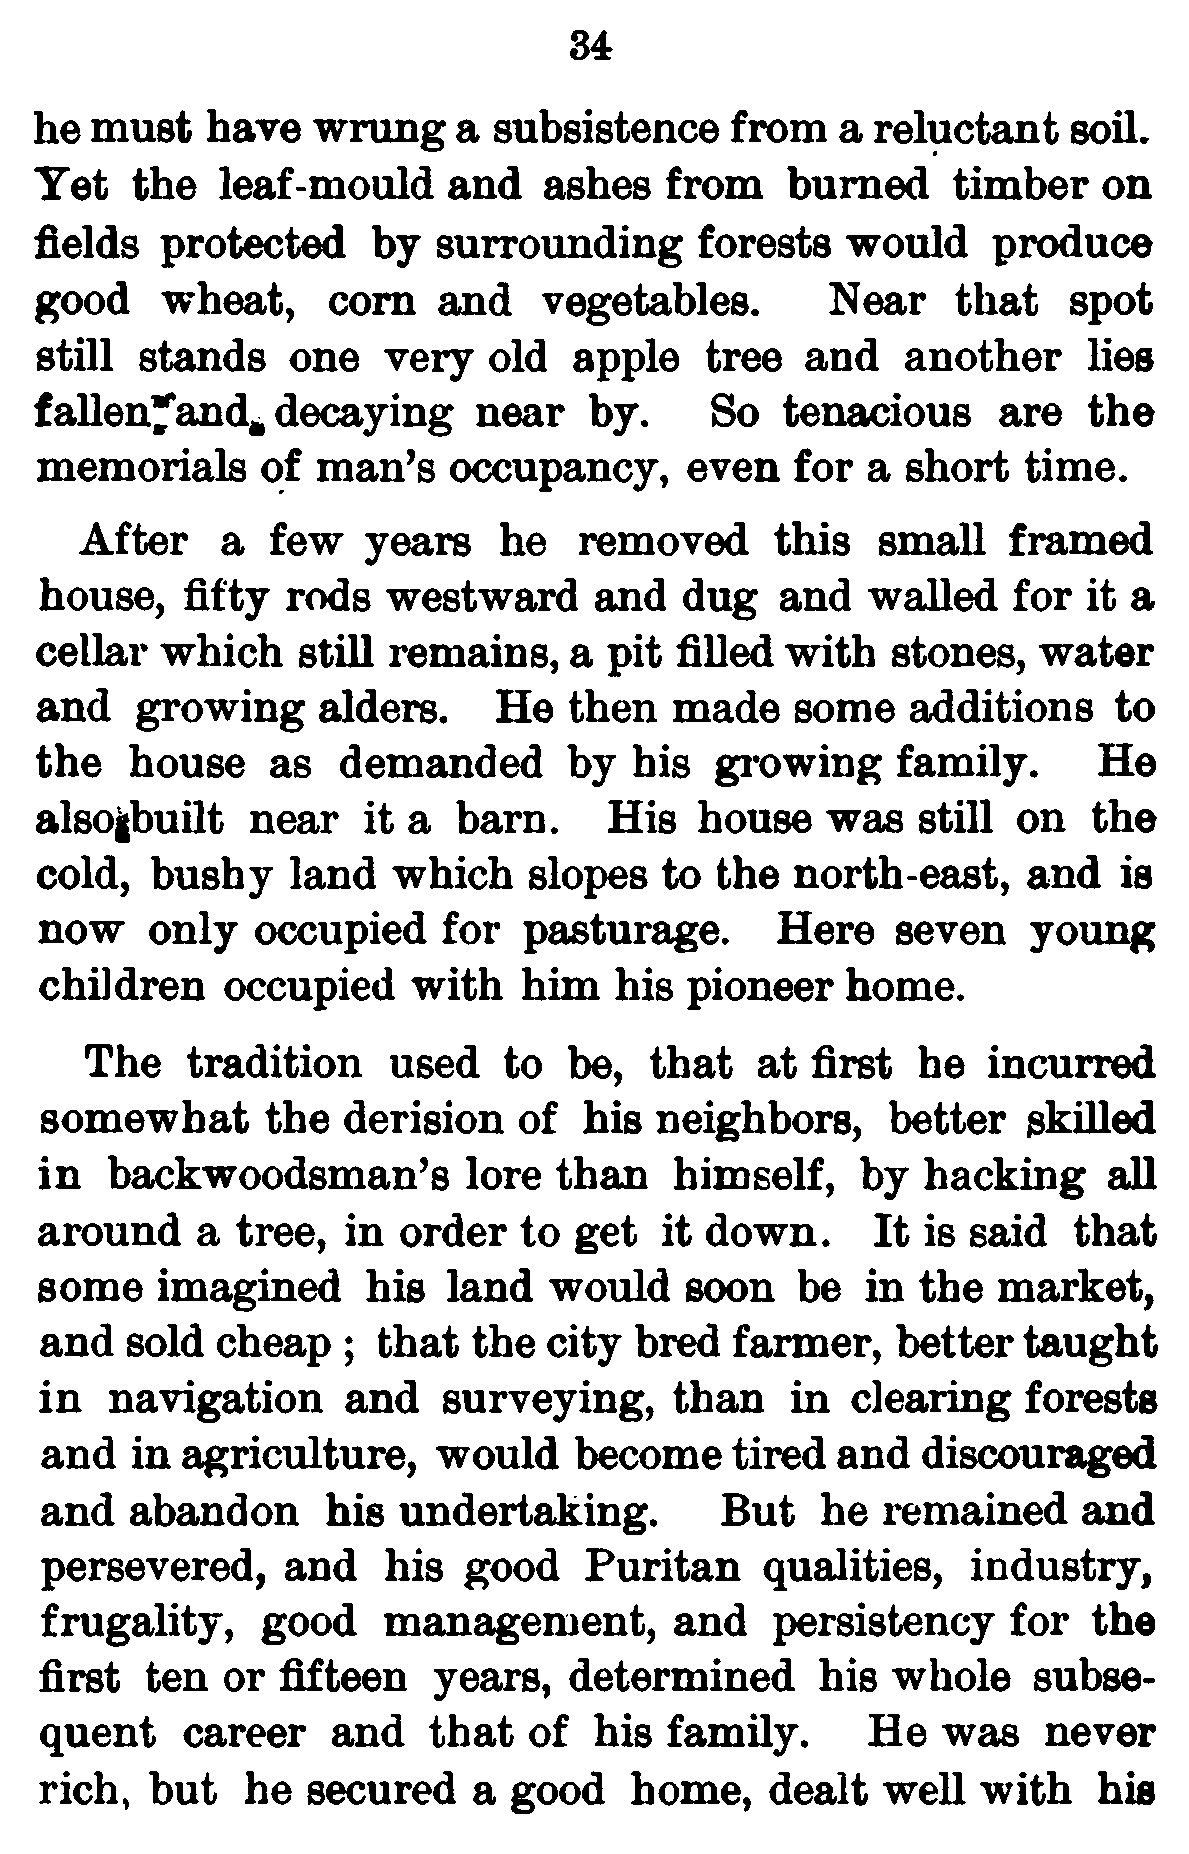 34
he must have wrung a subsistence from a reluctant soil.
Yet the leaf-mould and ashes from burned timber on
fields protected by surrounding forests would produce
good wheat, corn and vegetables. Near that spot
still stands one very old apple tree and another lies
fallen and decaying near by. So tenacious are the
memorials of man's occupancy, even for a short time.
After a few years he removed this small framed
house, fifty rods westward and dug and walled for it a
cellar which still remains, a pit filled with stones, water
and growing alders. He then made some additions to
the house as demanded by his growing family. He
also built near it a barn. His house was still on the
cold, bushy land which slopes to the north-east, and is
now only occupied for pasturage. Here seven young
children occupied with him his pioneer home.
The tradition used to be, that at first he incurred
somewhat the derision of his neighbors, better skilled
in backwoodsman's lore than himself, by hacking all
around a tree, in order to get it down. It is said that
some imagined his land would soon be in the market,
and sold cheap ; that the city bred farmer, better taught
in navigation and surveying, than in clearing forests
and in agriculture, would become tired and discouraged
and abandon his undertaking. But he remained and
persevered, and his good Puritan qualities, industry,
frugality, good management, and persistency for the
first ten or fifteen years, determined his whole subse-
quent career and that of his family. He was never
rich, but he secured a good home, dealt well with his